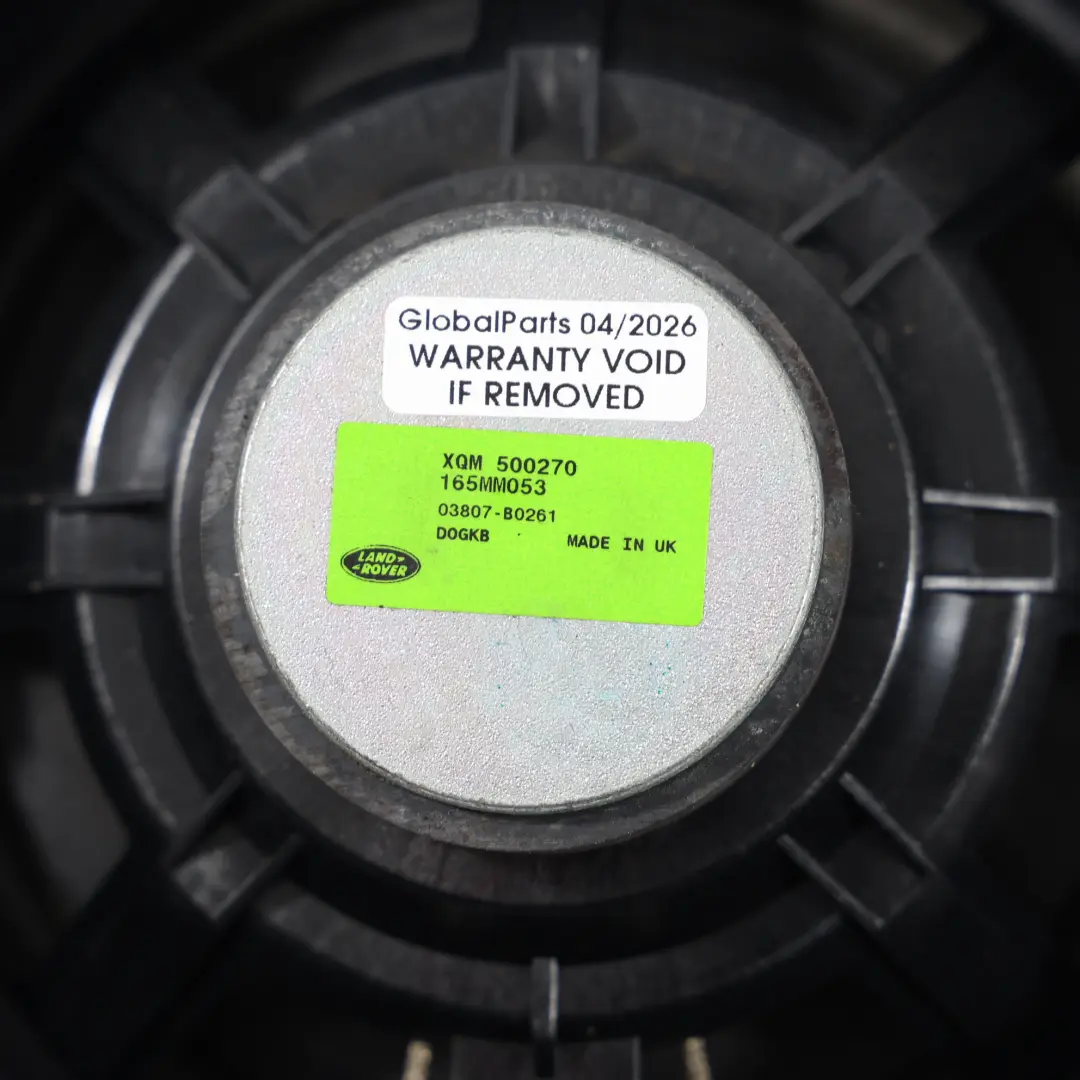 GlobalParts 04/2026
WARRANTY VOID
IF REMOVED
XQM 500270
165MM053
03807-B0261
DOGKB
MADE IN UK
LAND-
-ROVER